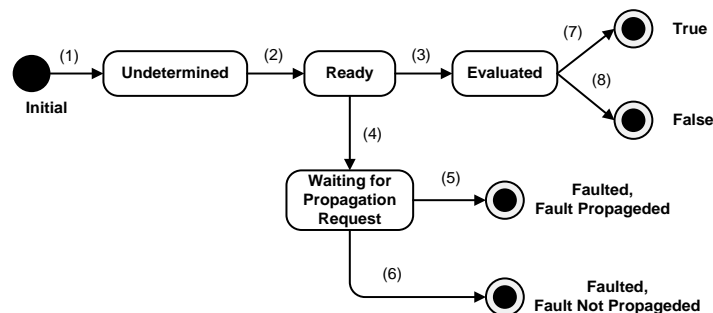 (1)
(2)
(3)
(7)
True
Undetermined
Ready
Evaluated
(8)
Initial
(4)
False
Waiting for
Propagation
Request
(5)
Faulted,
Fault Propageded
(6)
Faulted,
Fault Not Propageded